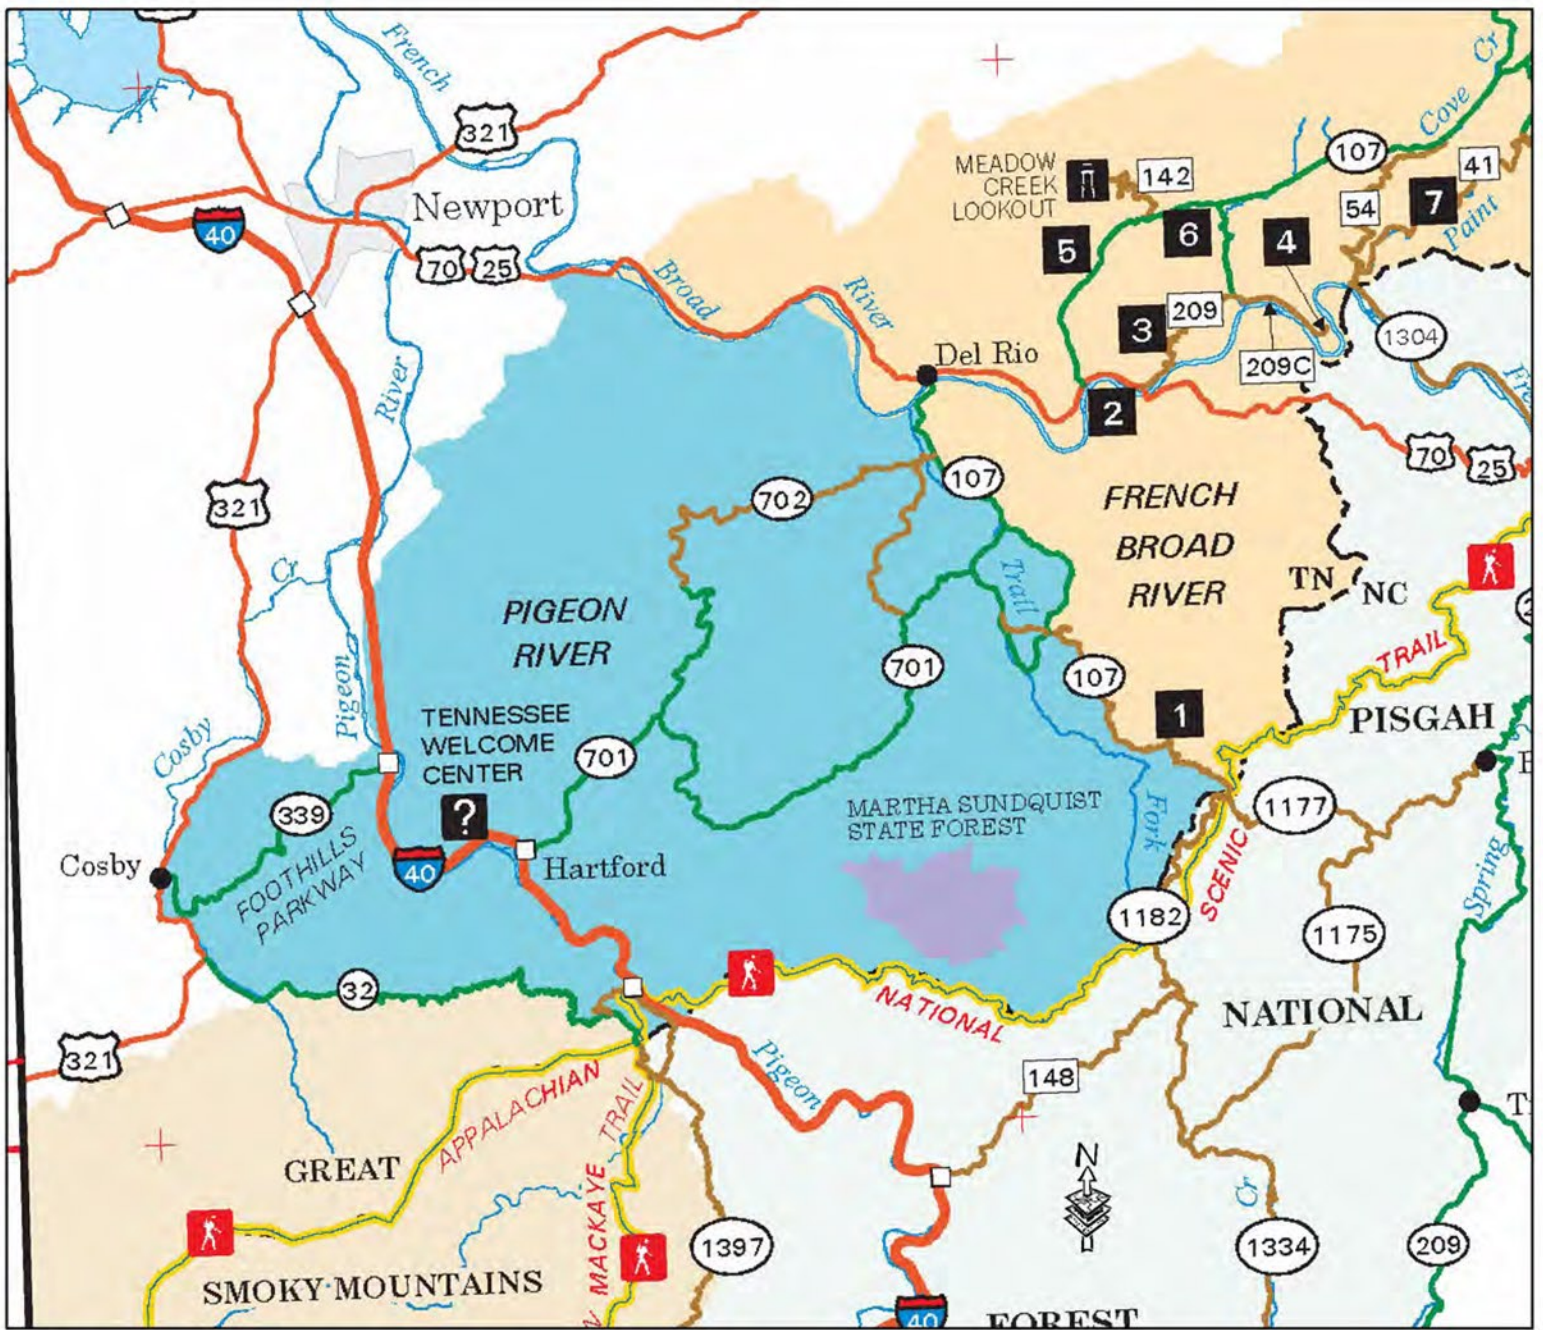 French
321
Cr
Cove
107
41
MEADOW
CREEK
LOOKOUT
142
54
7
Paint
Newport
40
70
25
5
6
4
Broad
River
3
209
209C
1304
Del Rio
2
70
25
River
321
702
107
FRENCH
BROAD
RIVER
Cr
PIGEON
RIVER
Trail
TN
NC
TRAIL
701
107
1
PISGAH
Pigeon
TENNESSEE
WELCOME
CENTER
701
Cosby
339
?
MARTHA SUNDQUIST
STATE FOREST
Fork
1177
SCENIC
Cosby
FOOTHILLS
PARKWAY
40
Hartford
1182
Spring
1175
32
NATIONAL
NATIONAL
321
Pigeon
148
APPALACHIAN
TRAIL
GREAT
MACKAYE
N
Cr
1397
1334
209
SMOKY MOUNTAINS
40
FOREST